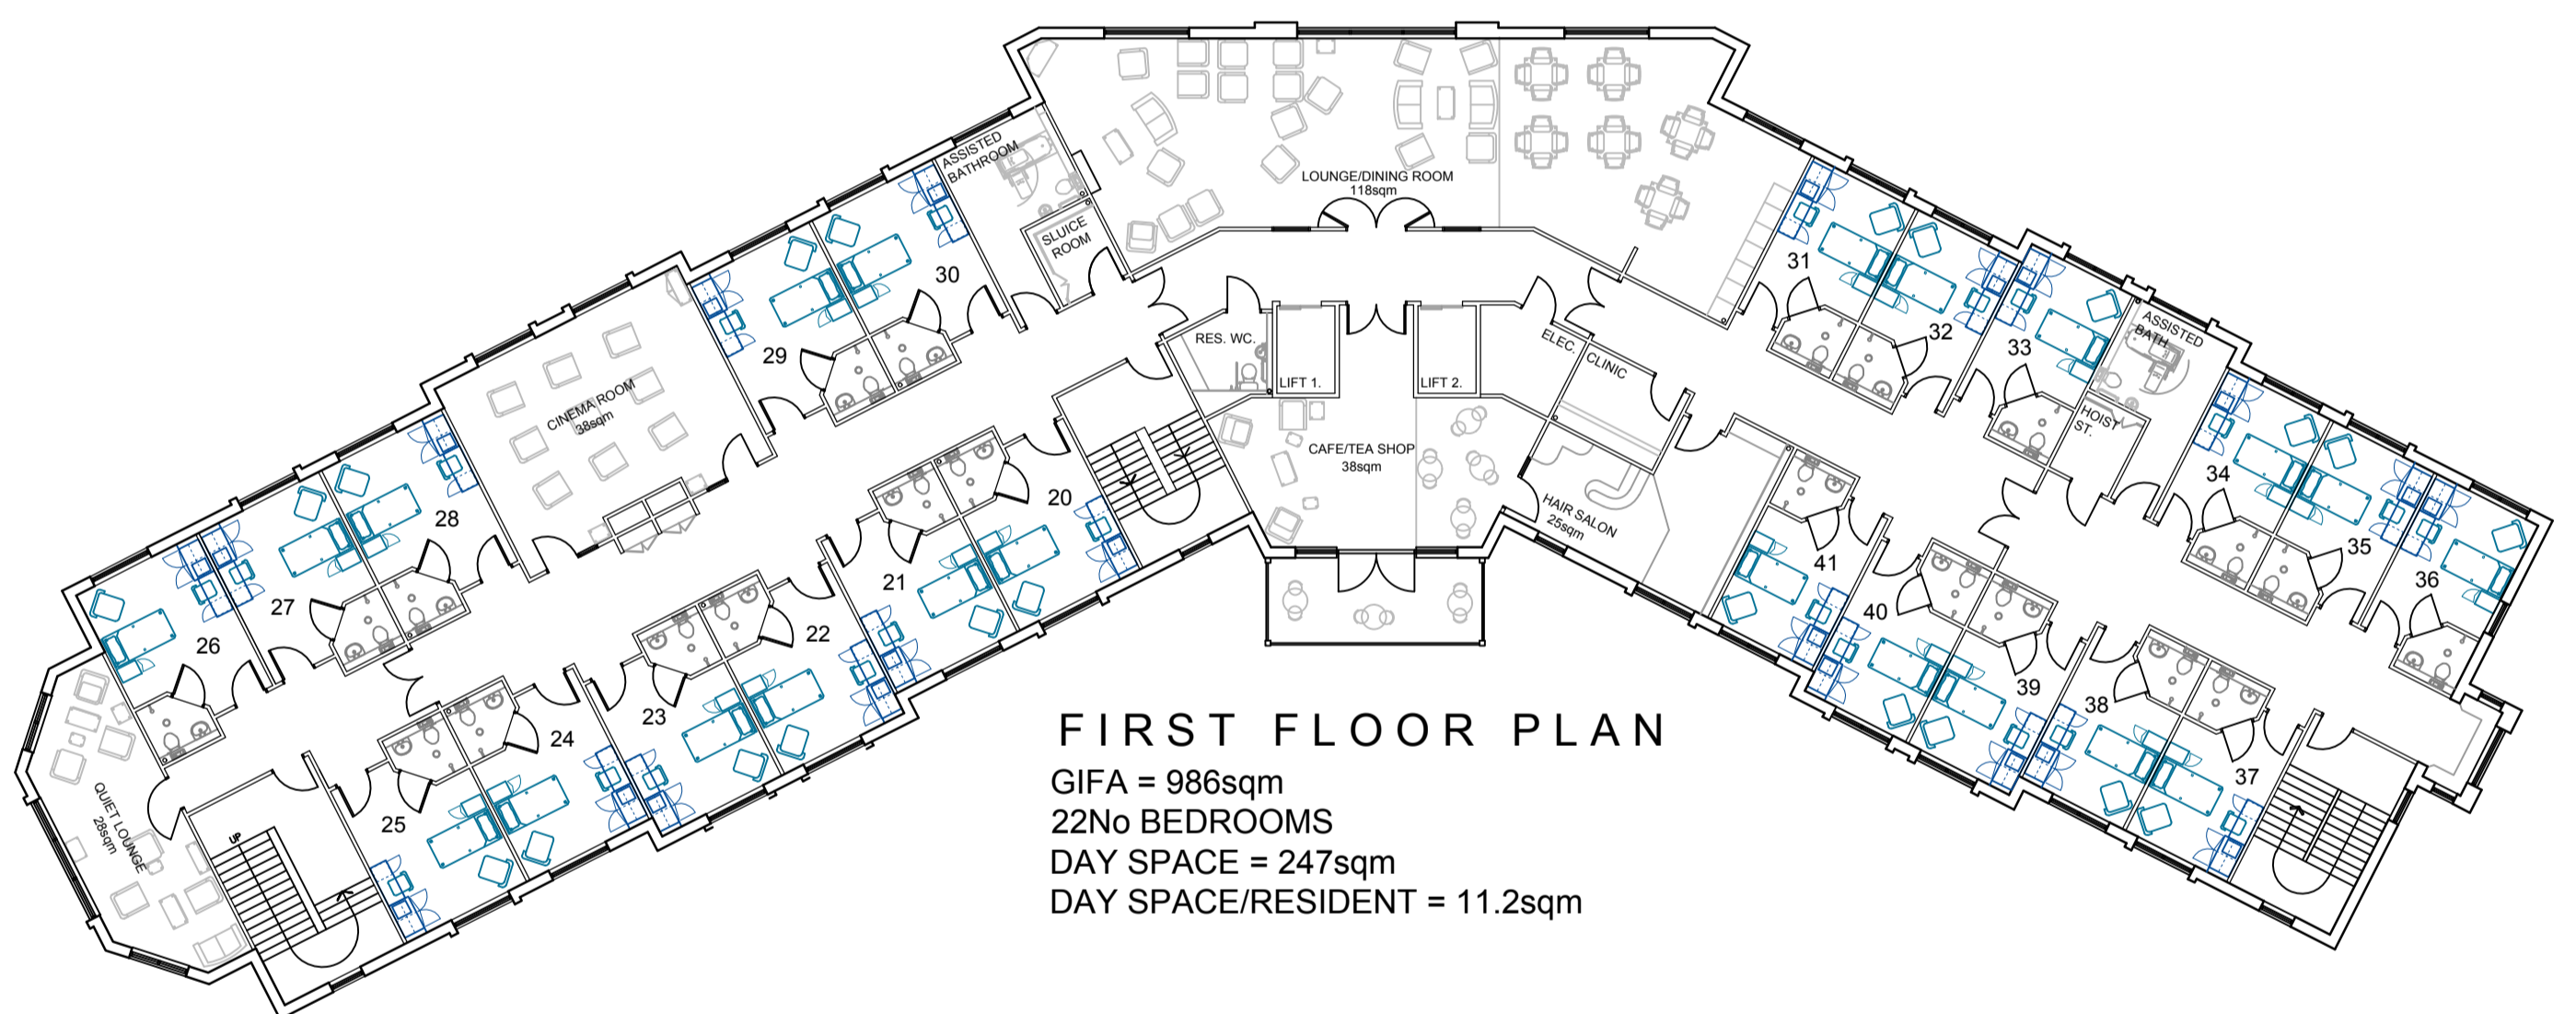 ASSISTED
BATHROOM
SLUICE
ROOM
LOUNGE/DINING ROOM
118sqm
30
29
CINEMA ROOM
38sqm
28
27
26
QUIET LOUNGE
28sqm
UP
25
24
23
22
21
20
RES. WC.
LIFT 1.
LIFT 2.
CAFE/TEA SHOP
38sqm
ELEC.
CLINIC
HAIR SALON
25sqm
31
32
33
ASSISTED
BATH
HOIST
ST.
34
35
36
41
40
39
38
37
FIRST FLOOR PLAN
GIFA = 986sqm
22No BEDROOMS
DAY SPACE = 247sqm
DAY SPACE/RESIDENT = 11.2sqm